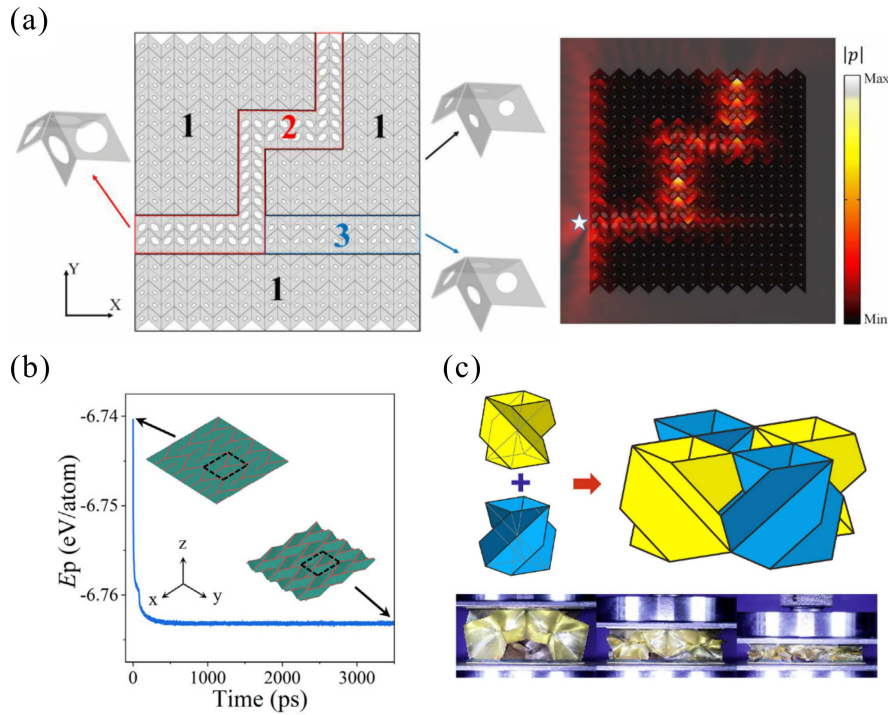 (a)
1
2
1
3
1
Y
X
|p|
Max
Min
(b)
-6.74
-6.75
-6.76
Ep (eV/atom)
z
x
y
0
1000
2000
3000
Time (ps)
(c)
+